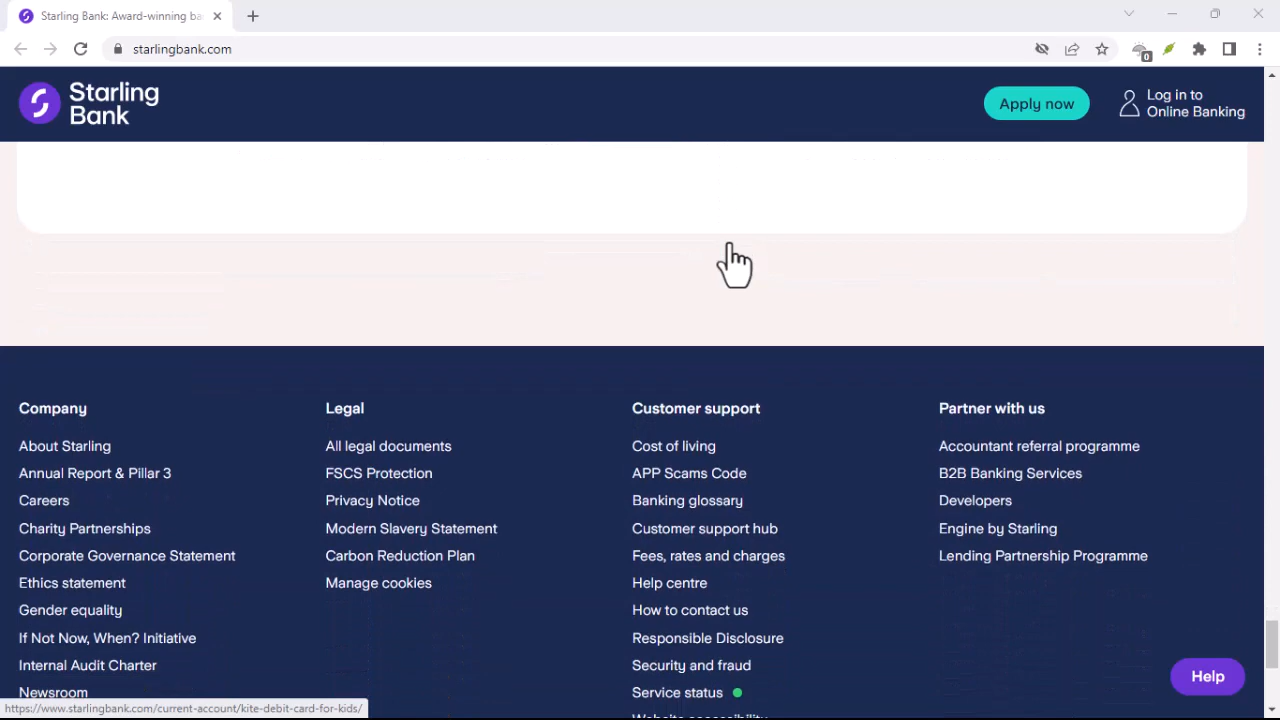 Starling Bank: Award-winning ba
starlingbank.com
0
Starling
Bank
Apply now
Log in to
Online Banking
Company
About Starling
Annual Report & Pillar 3
Careers
Charity Partnerships
Corporate Governance Statement
Ethics statement
Gender equality
If Not Now, When? Initiative
Internal Audit Charter
Newsroom
Legal
All legal documents
FSCS Protection
Privacy Notice
Modern Slavery Statement
Carbon Reduction Plan
Manage cookies
Customer support
Cost of living
APP Scams Code
Banking glossary
Customer support hub
Fees, rates and charges
Help centre
How to contact us
Responsible Disclosure
Security and fraud
Service status
Website accessibility
Partner with us
Accountant referral programme
B2B Banking Services
Developers
Engine by Starling
Lending Partnership Programme
Help
https://www.starlingbank.com/current-account/kite-debit-card-for-kids/